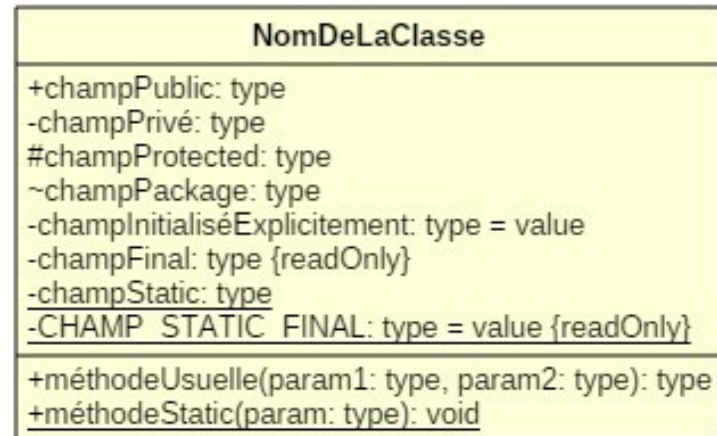 NomDeLaClasse
+champPublic: type
-champPrivé: type
#champProtected: type
~champPackage: type
-champInitialiséExplicitement: type = value
-champFinal: type {readOnly}
-champStatic: type
-CHAMP_STATIC_FINAL: type = value {readOnly}
+méthodeUsuelle(param1: type, param2: type): type
+méthodeStatic(param: type): void